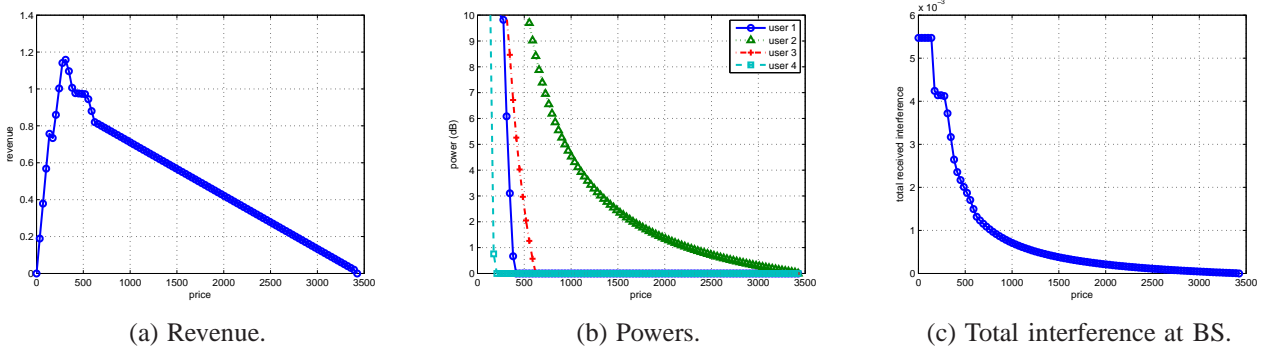 1.4
1.2
1
0.8
0.6
0.4
0.2
0
0 500 1000 1500 2000 2500 3000 3500
price
revenue
(a) Revenue.
10
9
8
7
6
5
4
3
2
1
0
0 500 1000 1500 2000 2500 3000 3500
price
power (dB)
user 1
user 2
user 3
user 4
(b) Powers.
x 10⁻³
6
5
4
3
2
1
0
0 500 1000 1500 2000 2500 3000 3500
price
total received interference
(c) Total interference at BS.